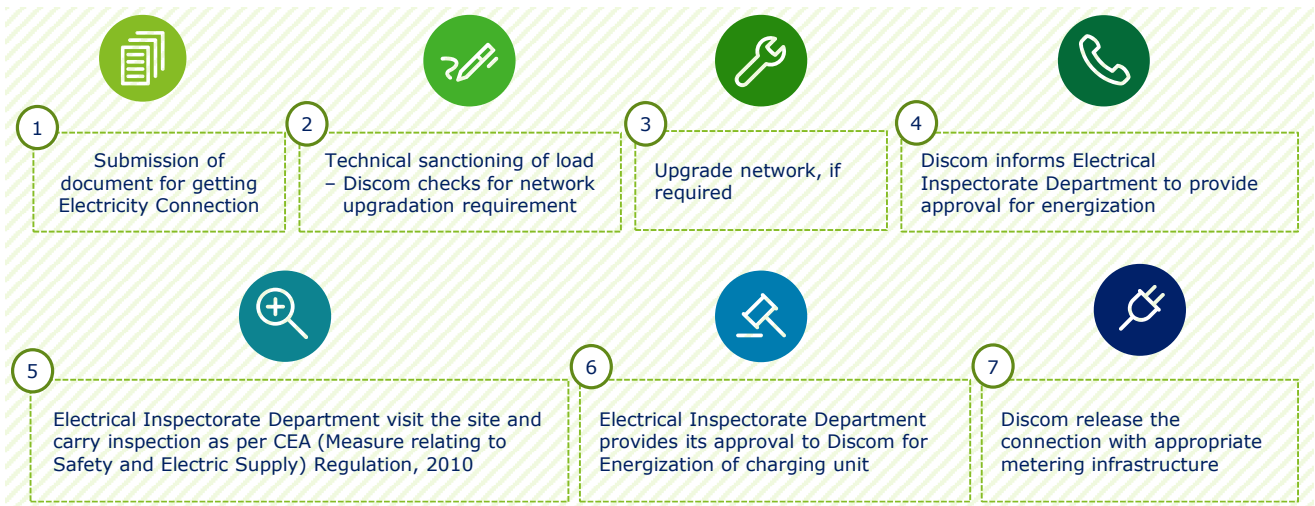 1
Submission of
document for getting
Electricity Connection
2
Technical sanctioning of load
– Discom checks for network
upgradation requirement
3
Upgrade network, if
required
4
Discom informs Electrical
Inspectorate Department to provide
approval for energization
5
Electrical Inspectorate Department visit the site and
carry inspection as per CEA (Measure relating to
Safety and Electric Supply) Regulation, 2010
6
Electrical Inspectorate Department
provides its approval to Discom for
Energization of charging unit
7
Discom release the
connection with appropriate
metering infrastructure